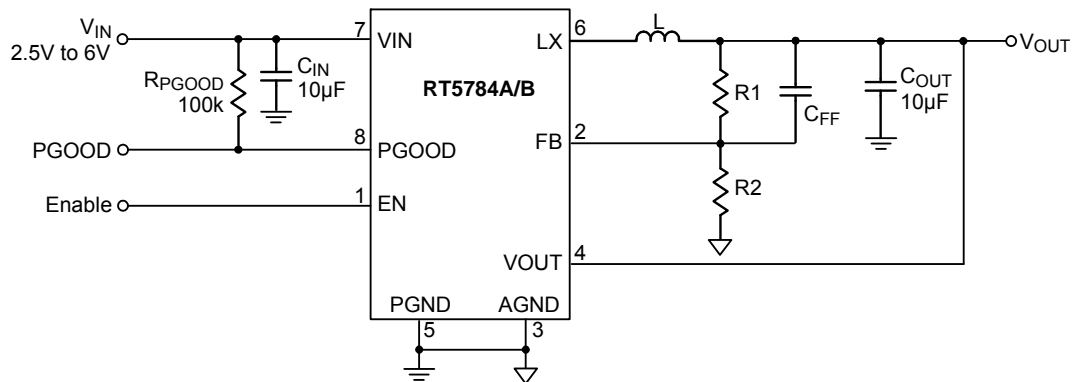 VIN
2.5V to 6V
RPGOOD
100k
CIN
10µF
PGOOD
Enable
7
VIN
8
PGOOD
1
EN
RT5784A/B
LX
6
FB
2
VOUT
4
PGND
5
AGND
3
L
R1
R2
CFF
COUT
10µF
VOUT